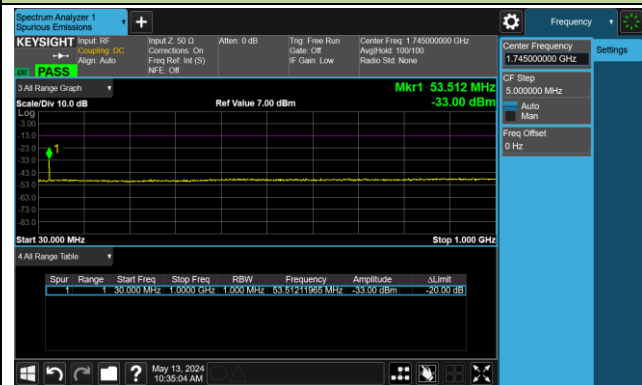 Spectrum Analyzer 1
Spurious Emissions
Frequency
KEYSIGHT
Input: RF
Coupling: DC
Align: Auto
Input Z: 50 Ω
Corrections: On
Freq Ref: Int (S)
NFE: Off
Atten: 0 dB
Trig: Free Run
Gate: Off
IF Gain: Low
Center Freq: 1.745000000 GHz
Avg|Hold: 100/100
Radio Std: None
PASS
Center Frequency
1.745000000 GHz
Settings
CF Step
5.000000 MHz
Auto
Man
Freq Offset
0 Hz
3 All Range Graph
Mkr1 53.512 MHz
Scale/Div 10.0 dB
Ref Value 7.00 dBm
-33.00 dBm
Log
-3.00
-13.0
-23.0
1
-33.0
-43.0
-53.0
-63.0
-73.0
-83.0
Start 30.000 MHz
Stop 1.000 GHz
4 All Range Table
Spur Range Start Freq Stop Freq RBW Frequency Amplitude ΔLimit
1 1 30.000 MHz 1.0000 GHz 1.000 MHz 53.51211965 MHz -33.00 dBm -20.00 dB
?
May 13, 2024
10:35:04 AM